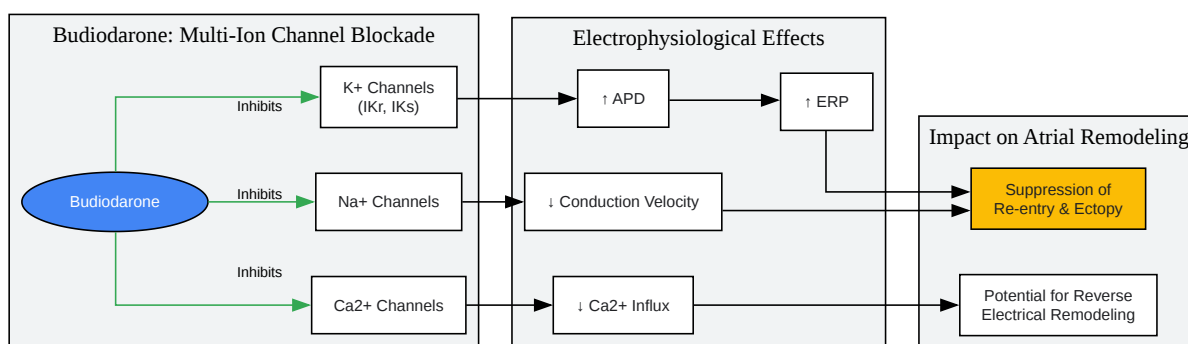 Budiodarone: Multi-Ion Channel Blockade
Electrophysiological Effects
Impact on Atrial Remodeling
Budiodarone
Inhibits
K+ Channels
(IKr, IKs)
↑ APD
↑ ERP
Inhibits
Na+ Channels
↓ Conduction Velocity
Suppression of
Re-entry & Ectopy
Inhibits
Ca2+ Channels
↓ Ca2+ Influx
Potential for Reverse
Electrical Remodeling